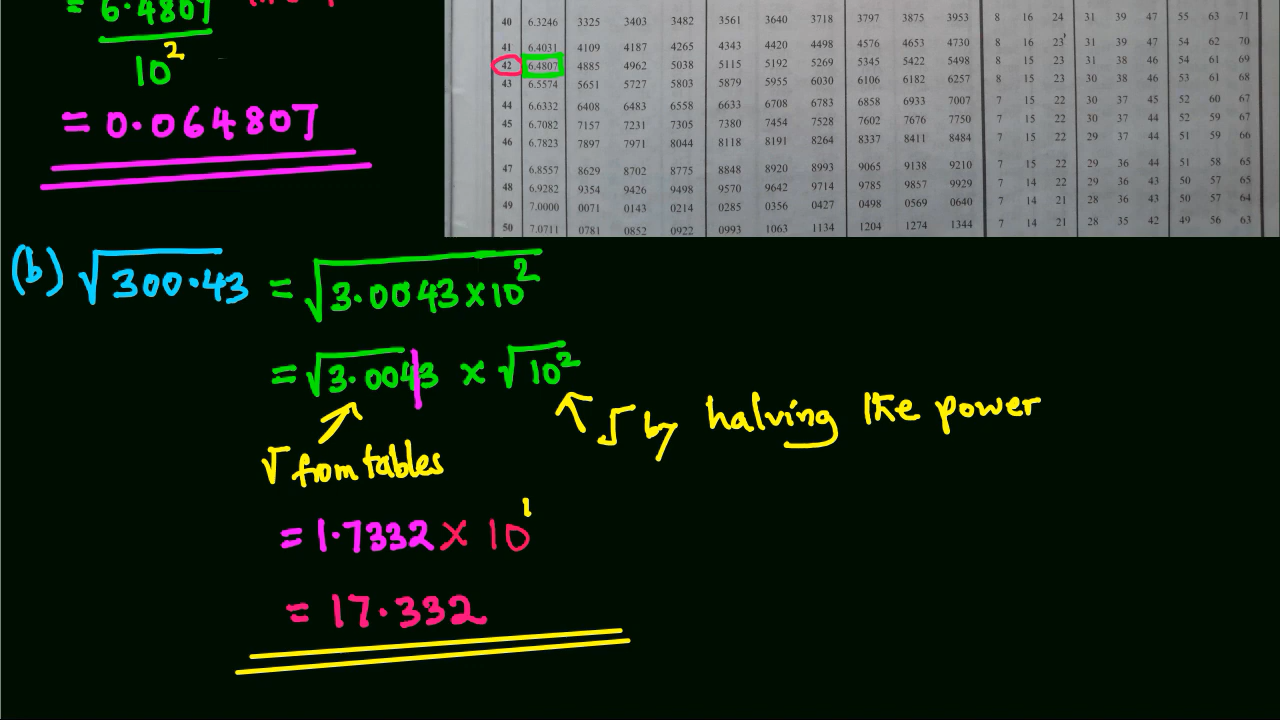 = 6.4807
10²
= 0.064807
40 6.3246 3325 3403 3482 3561 3640 3718 3797 3875 3953 8 16 24 31 39 47 55 63 71
41 6.4031 4109 4187 4265 4343 4420 4498 4576 4653 4730 8 16 23 31 39 47 54 62 70
42 6.4807 4885 4962 5038 5115 5192 5269 5345 5422 5498 8 15 23 31 38 46 54 61 69
43 6.5574 5651 5727 5803 5879 5955 6030 6106 6182 6257 8 15 23 30 38 46 53 61 68
44 6.6332 6408 6483 6558 6633 6708 6783 6858 6933 7007 7 15 22 30 37 45 52 60 67
45 6.7082 7157 7231 7305 7380 7454 7528 7602 7676 7750 7 15 22 30 37 44 52 59 67
46 6.7823 7897 7971 8044 8118 8191 8264 8337 8411 8484 7 15 22 29 37 44 51 59 66
47 6.8557 8629 8702 8775 8848 8920 8993 9065 9138 9210 7 15 22 29 36 44 51 58 65
48 6.9282 9354 9426 9498 9570 9642 9714 9785 9857 9929 7 14 22 29 36 43 50 57 65
49 7.0000 0071 0143 0214 0285 0356 0427 0498 0569 0640 7 14 21 28 36 43 50 57 64
50 7.0711 0781 0852 0922 0993 1063 1134 1204 1274 1344 7 14 21 28 35 42 49 56 63
(b) √300.43 = √3.0043 × 10²
= √3.0043 × √10²
√ by halving the power
√ from tables
= 1.7332 × 10¹
= 17.332